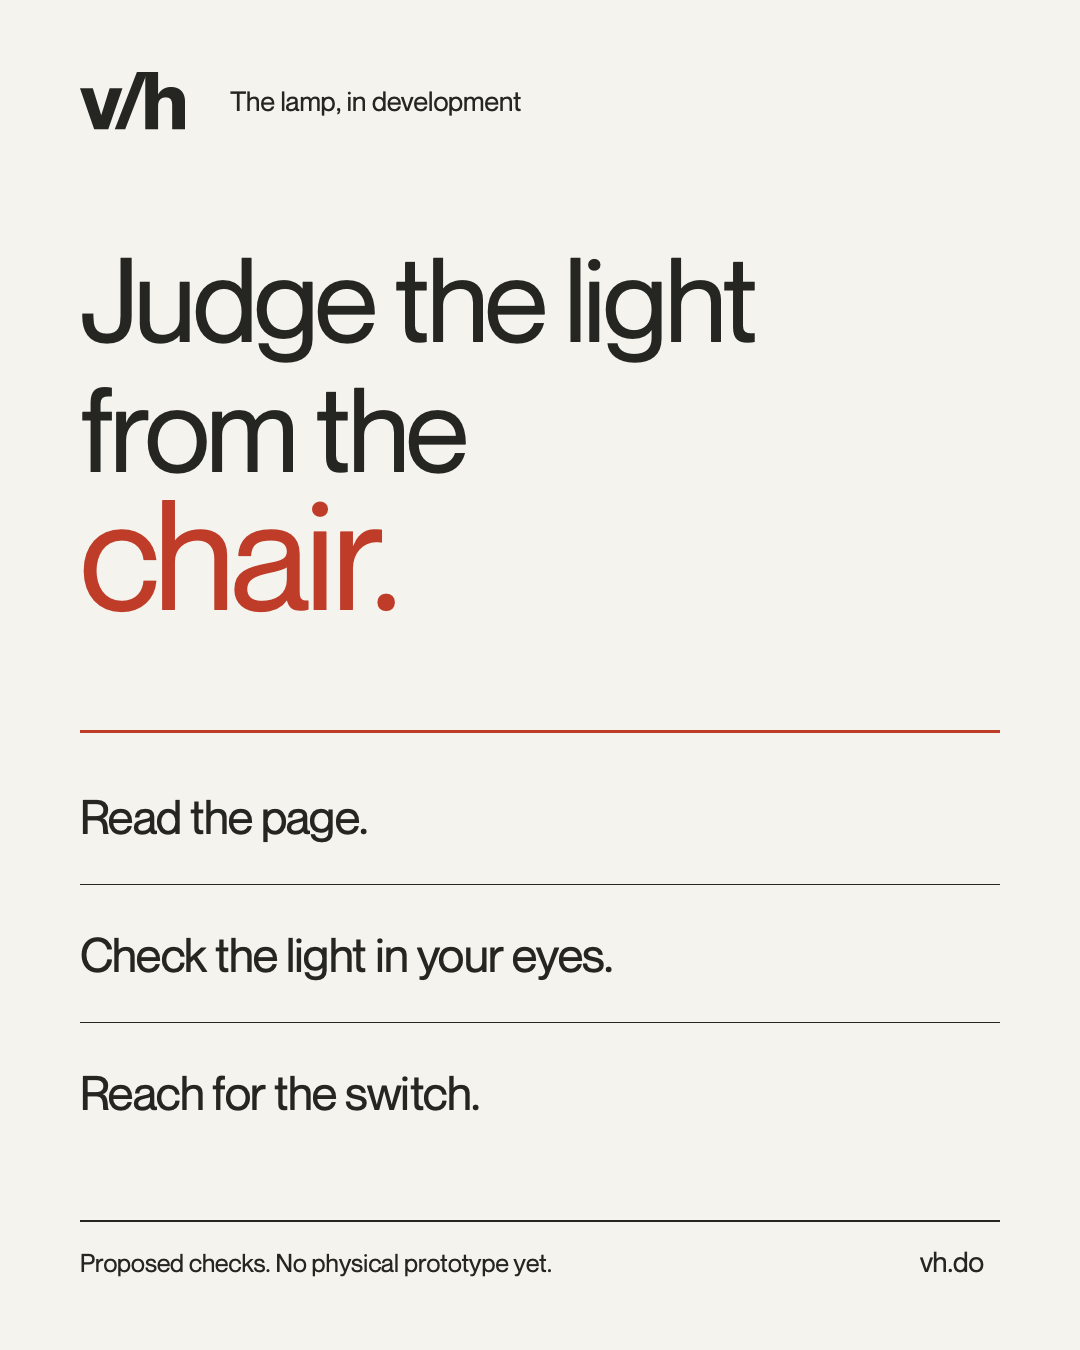 v/h
The lamp, in development
Judge the light
from the
chair.
Read the page.
Check the light in your eyes.
Reach for the switch.
Proposed checks. No physical prototype yet.
vh.do